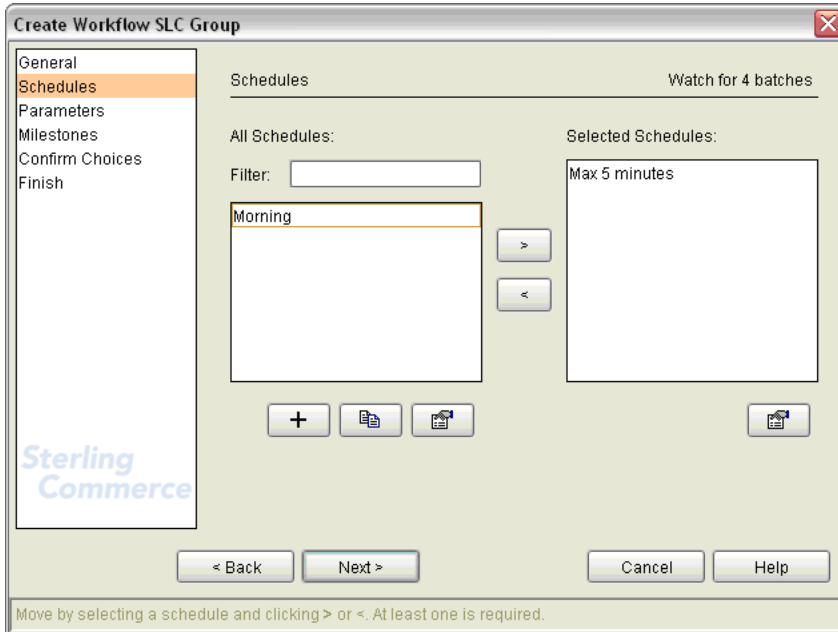 Create Workflow SLC Group
General
Schedules
Parameters
Milestones
Confirm Choices
Finish
Sterling
Commerce
Schedules
Watch for 4 batches
All Schedules:
Filter:
Morning
>
<
+
Selected Schedules:
Max 5 minutes
< Back
Next >
Cancel
Help
Move by selecting a schedule and clicking > or <. At least one is required.